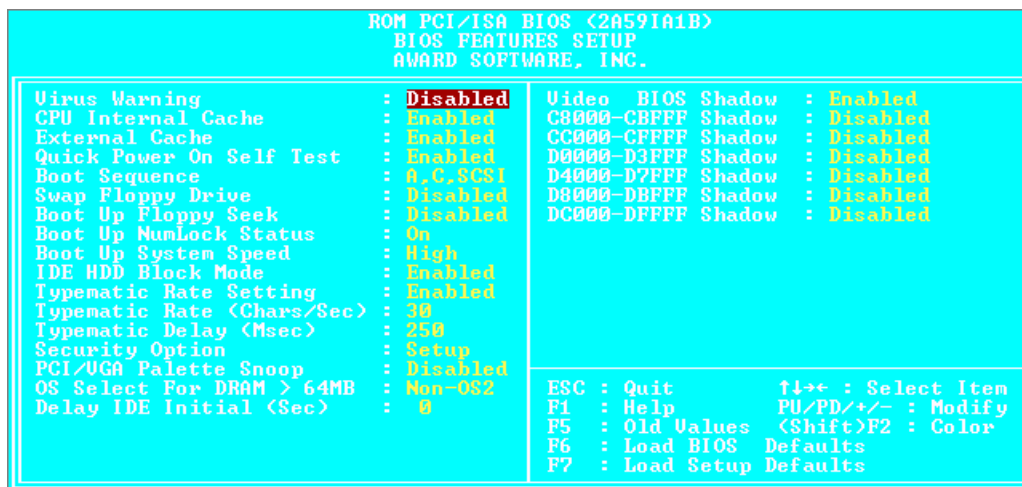 ROM PCI/ISA BIOS (2A59IA1B)
BIOS FEATURES SETUP
AWARD SOFTWARE, INC.
Virus Warning : Disabled
CPU Internal Cache : Enabled
External Cache : Enabled
Quick Power On Self Test : Enabled
Boot Sequence : A,C,SCSI
Swap Floppy Drive : Disabled
Boot Up Floppy Seek : Disabled
Boot Up NumLock Status : On
Boot Up System Speed : High
IDE HDD Block Mode : Enabled
Typematic Rate Setting : Enabled
Typematic Rate (Chars/Sec) : 30
Typematic Delay (Msec) : 250
Security Option : Setup
PCI/VGA Palette Snoop : Disabled
OS Select For DRAM > 64MB : Non-OS2
Delay IDE Initial (Sec) : 0
Video BIOS Shadow : Enabled
C8000-CBFFF Shadow : Disabled
CC000-CFFFF Shadow : Disabled
D0000-D3FFF Shadow : Disabled
D4000-D7FFF Shadow : Disabled
D8000-DBFFF Shadow : Disabled
DC000-DFFFF Shadow : Disabled
ESC : Quit ↑↓→← : Select Item
F1 : Help PU/PD/+/- : Modify
F5 : Old Values (Shift)F2 : Color
F6 : Load BIOS Defaults
F7 : Load Setup Defaults